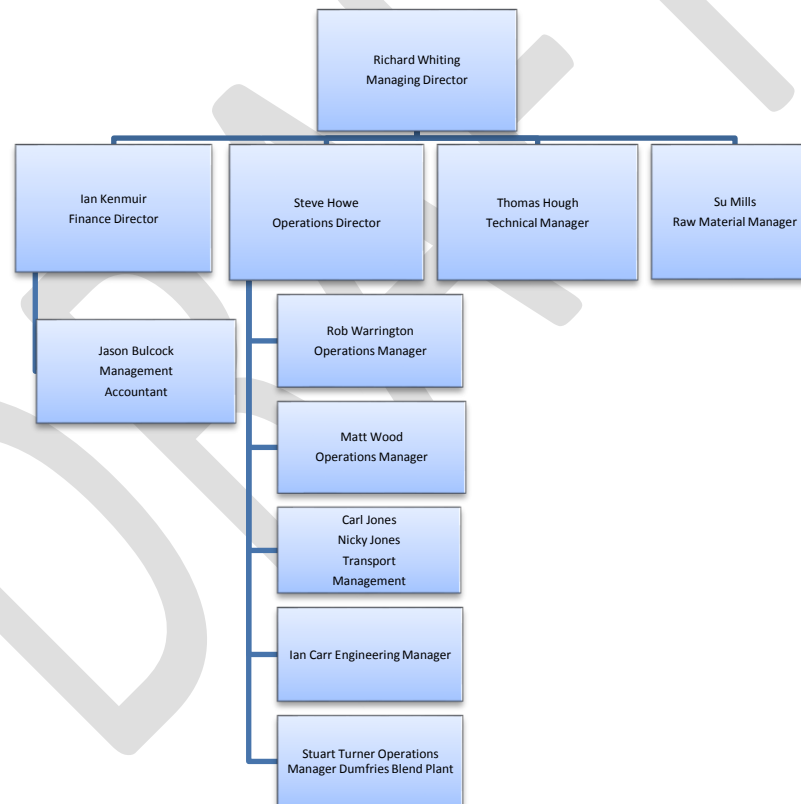 Richard Whiting
Managing Director
Ian Kenmuir
Finance Director
Steve Howe
Operations Director
Thomas Hough
Technical Manager
Su Mills
Raw Material Manager
Jason Bulcock
Management
Accountant
Rob Warrington
Operations Manager
Matt Wood
Operations Manager
Carl Jones
Nicky Jones
Transport
Management
Ian Carr Engineering Manager
Stuart Turner Operations
Manager Dumfries Blend Plant